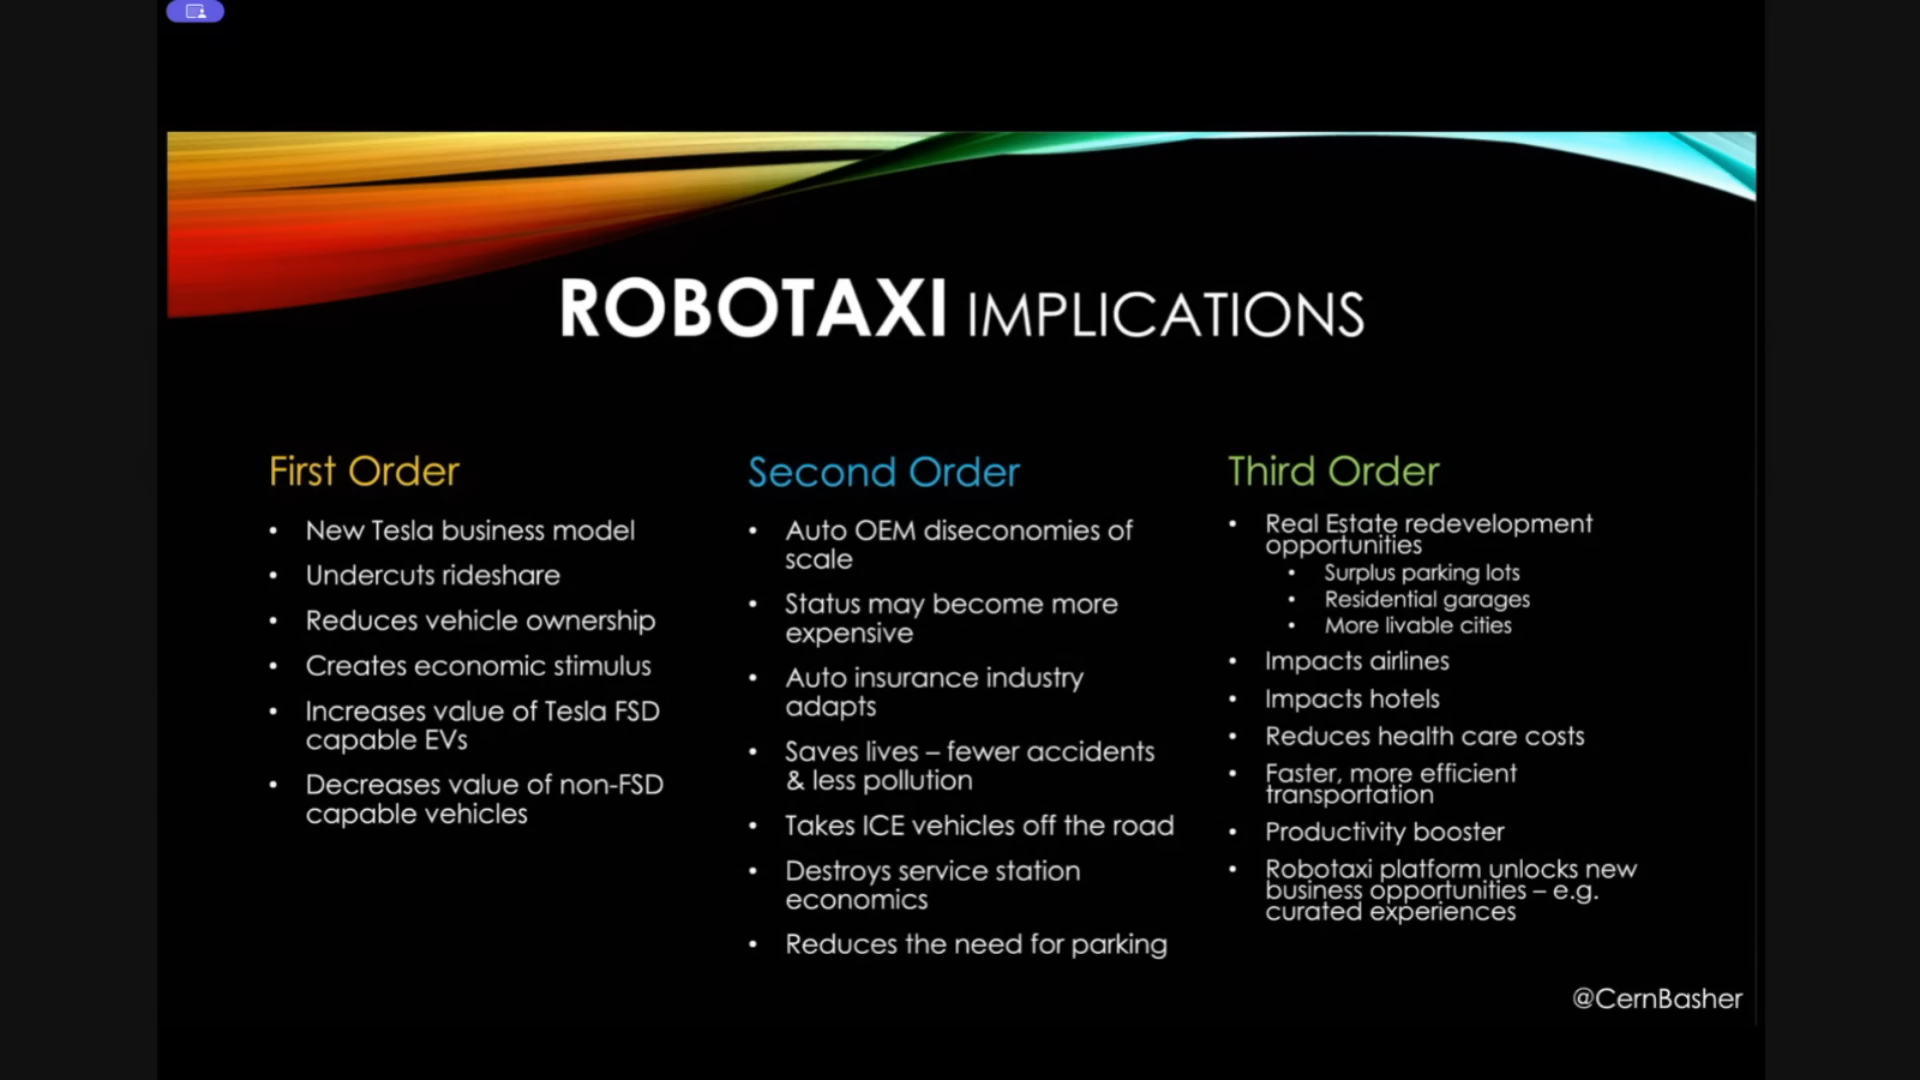 ROBOTAXI IMPLICATIONS
First Order
• New Tesla business model
• Undercuts rideshare
• Reduces vehicle ownership
• Creates economic stimulus
• Increases value of Tesla FSD
capable EVs
• Decreases value of non-FSD
capable vehicles
Second Order
• Auto OEM diseconomies of
scale
• Status may become more
expensive
• Auto insurance industry
adapts
• Saves lives – fewer accidents
& less pollution
• Takes ICE vehicles off the road
• Destroys service station
economics
• Reduces the need for parking
Third Order
• Real Estate redevelopment
opportunities
• Surplus parking lots
• Residential garages
• More livable cities
• Impacts airlines
• Impacts hotels
• Reduces health care costs
• Faster, more efficient
transportation
• Productivity booster
• Robotaxi platform unlocks new
business opportunities – e.g.
curated experiences
@CernBasher